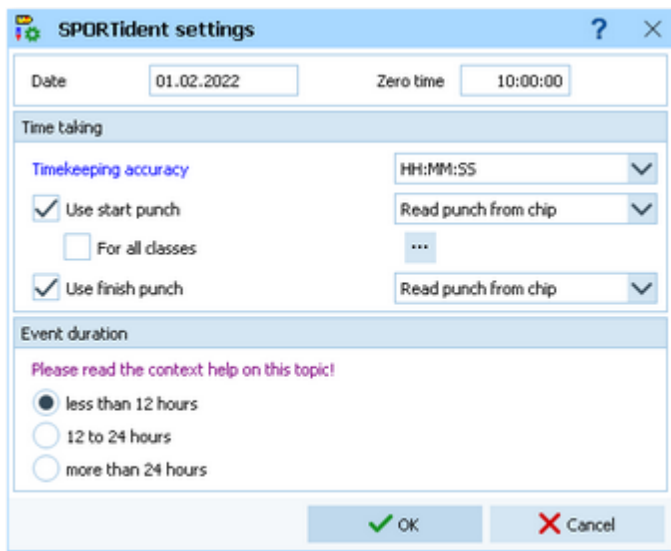 SPORTident settings ?
Date 01.02.2022 Zero time 10:00:00
Time taking
Timekeeping accuracy HH:MM:SS
Use start punch Read punch from chip
For all classes ...
Use finish punch Read punch from chip
Event duration
Please read the context help on this topic!
less than 12 hours
12 to 24 hours
more than 24 hours
OK Cancel